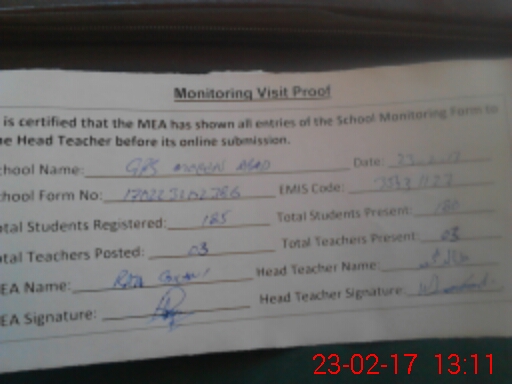 Monitoring Visit Proof
is certified that the MEA has shown all entries of the School Monitoring Form to
he Head Teacher before its online submission.
chool Name: GPS Date:
chool Form No: EMIS Code:
otal Students Registered: 185 Total Students Present: 180
otal Teachers Posted: 03 Total Teachers Present: 03
EA Name: Head Teacher Name:
EA Signature: Head Teacher Signature:
23-02-17 13:11